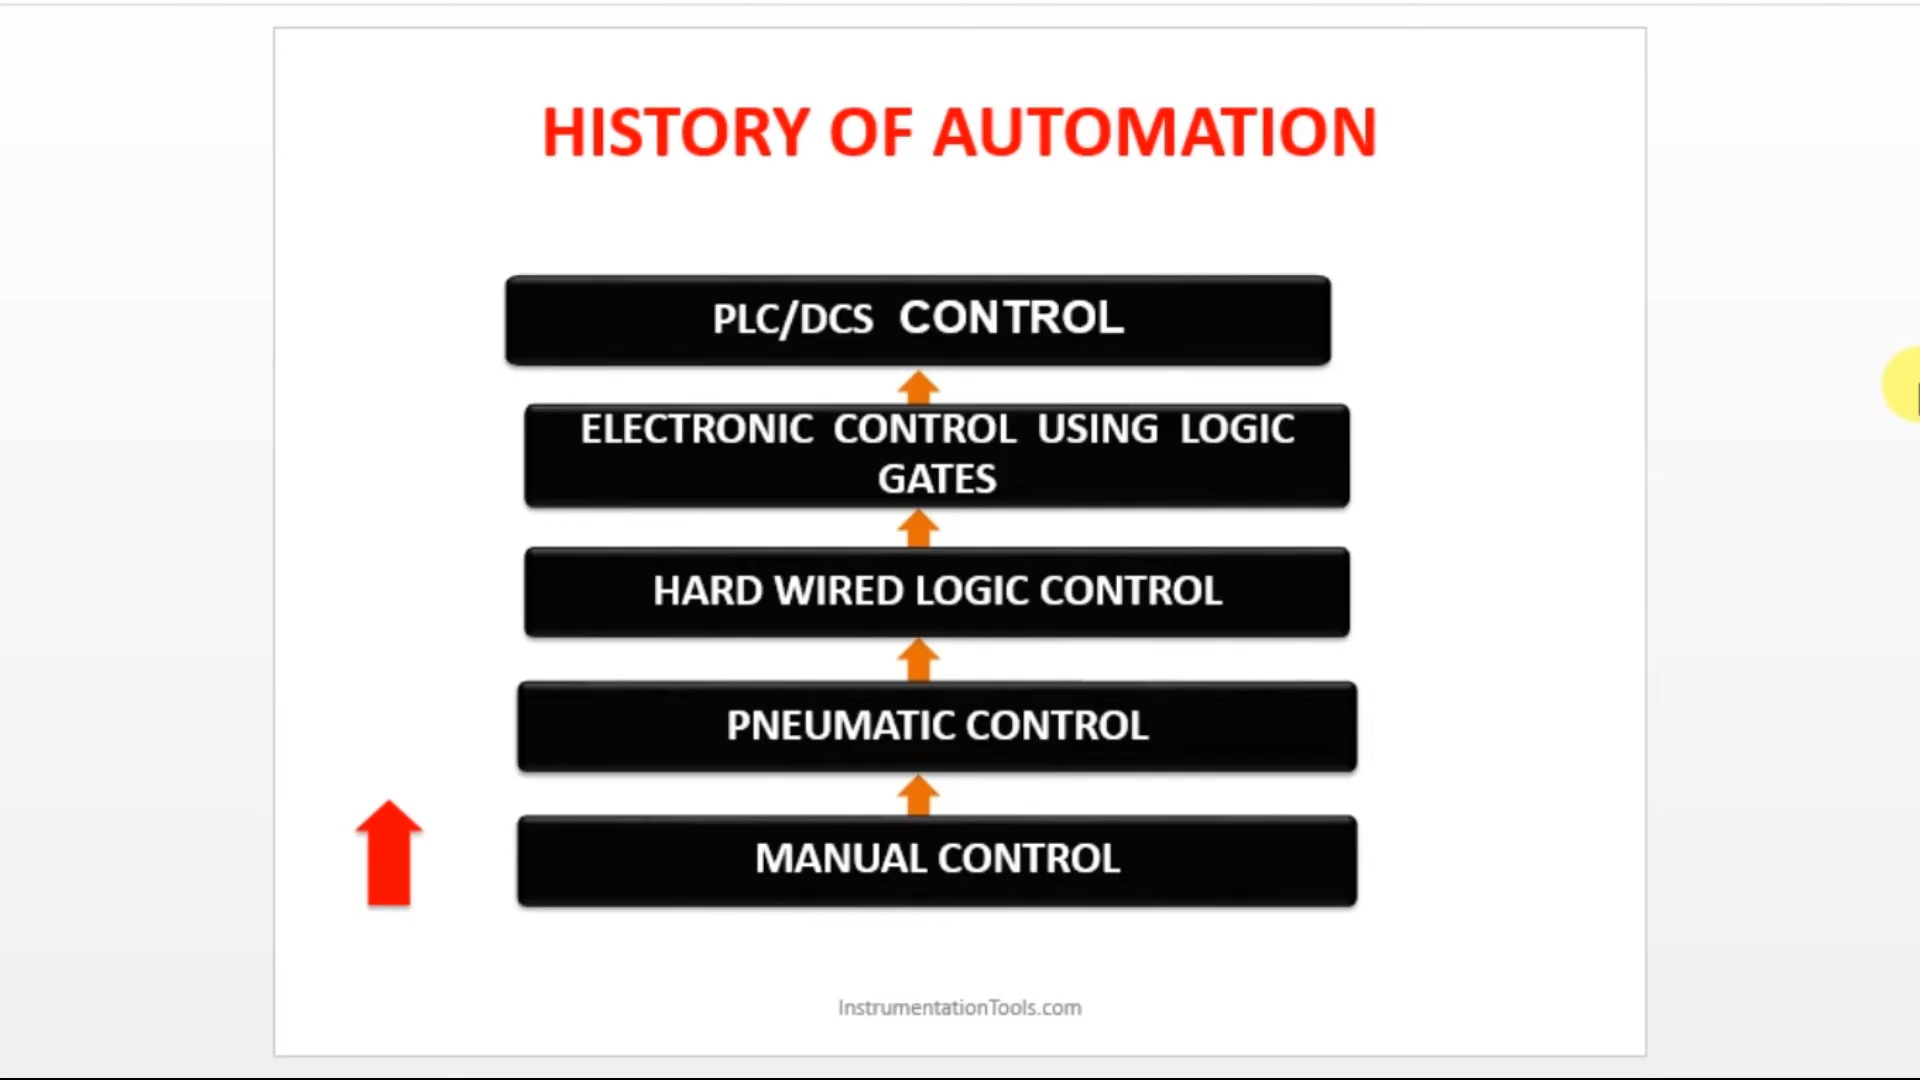 HISTORY OF AUTOMATION
PLC/DCS CONTROL
ELECTRONIC CONTROL USING LOGIC
GATES
HARD WIRED LOGIC CONTROL
PNEUMATIC CONTROL
MANUAL CONTROL
InstrumentationTools.com